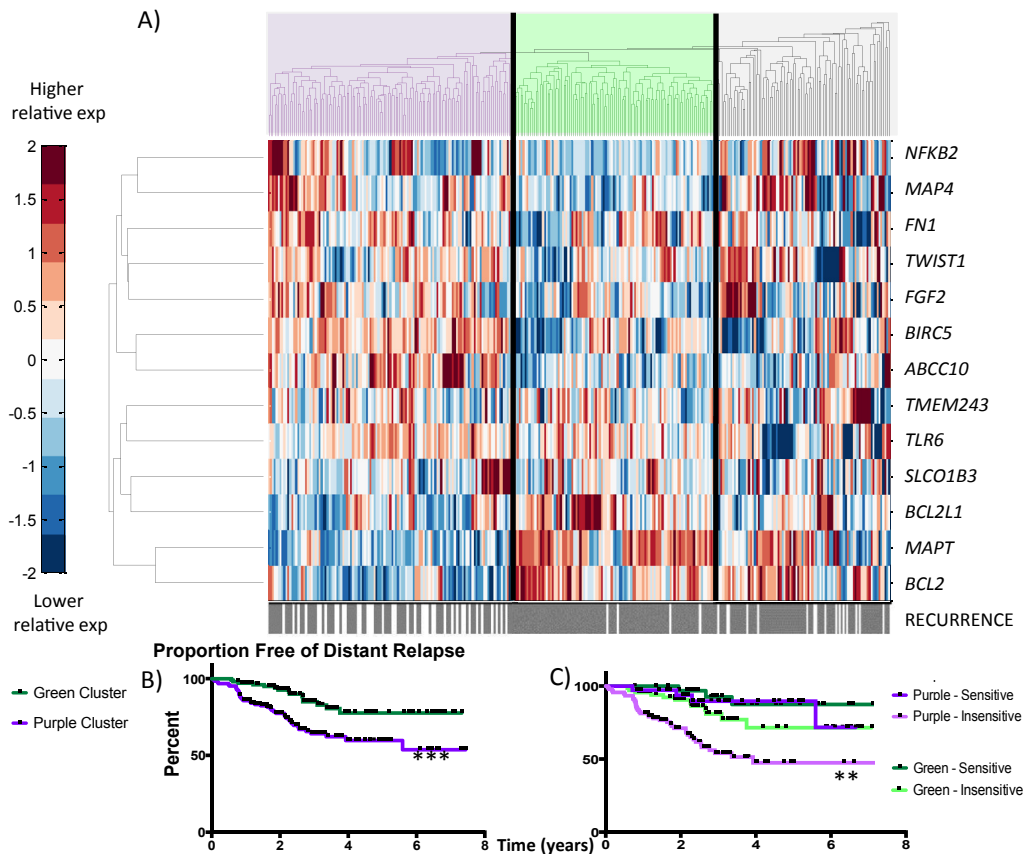 A)
Higher
relative exp
2
1.5
1
0.5
0
-0.5
-1
-1.5
-2
Lower
relative exp
NFKB2
MAP4
FN1
TWIST1
FGF2
BIRC5
ABCC10
TMEM243
TLR6
SLCO1B3
BCL2L1
MAPT
BCL2
RECURRENCE
Proportion Free of Distant Relapse
B)
Green Cluster
Purple Cluster
Percent
100
50
0
0 2 4 6 8
***
Time (years)
C)
100
50
0
0 2 4 6 8
**
Purple - Sensitive
Purple - Insensitive
Green - Sensitive
Green - Insensitive